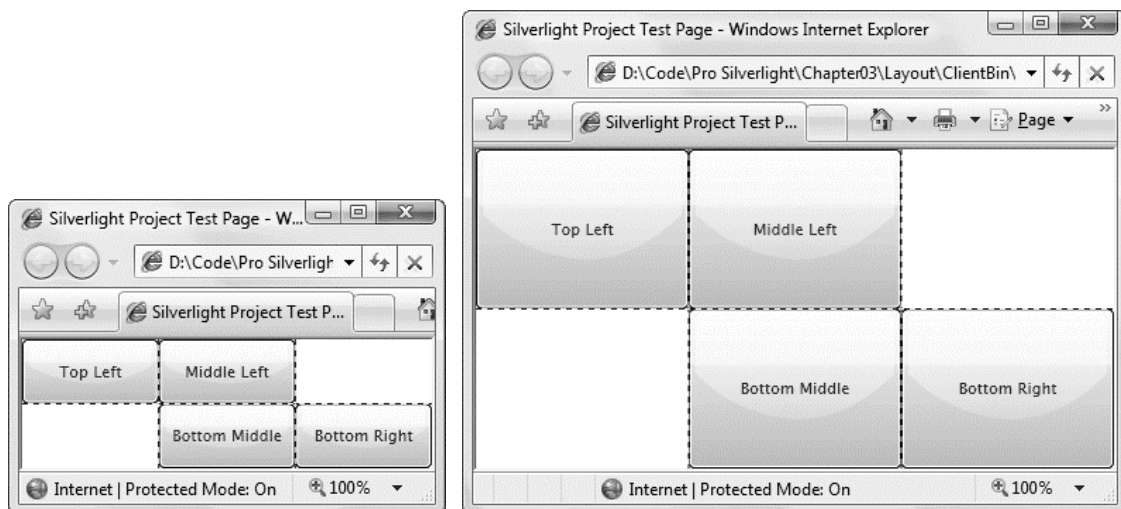 Silverlight Project Test Page - W...
D:\Code\Pro Silverligh
Silverlight Project Test P...
Top Left
Middle Left
Bottom Middle
Bottom Right
Internet | Protected Mode: On
100%
Silverlight Project Test Page - Windows Internet Explorer
D:\Code\Pro Silverlight\Chapter03\Layout\ClientBin\
Silverlight Project Test P...
Page
Top Left
Middle Left
Bottom Middle
Bottom Right
Internet | Protected Mode: On
100%